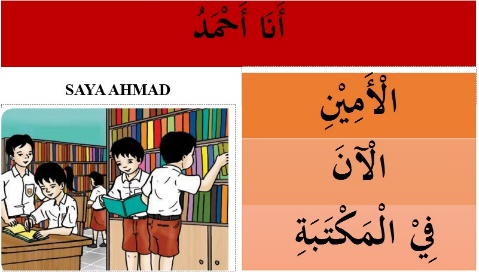 أَنَا أَحْمَدُ
SAYA AHMAD
الْأَمِيْنِ
الْآنَ
فِيْ الْمَكْتَبَةِ